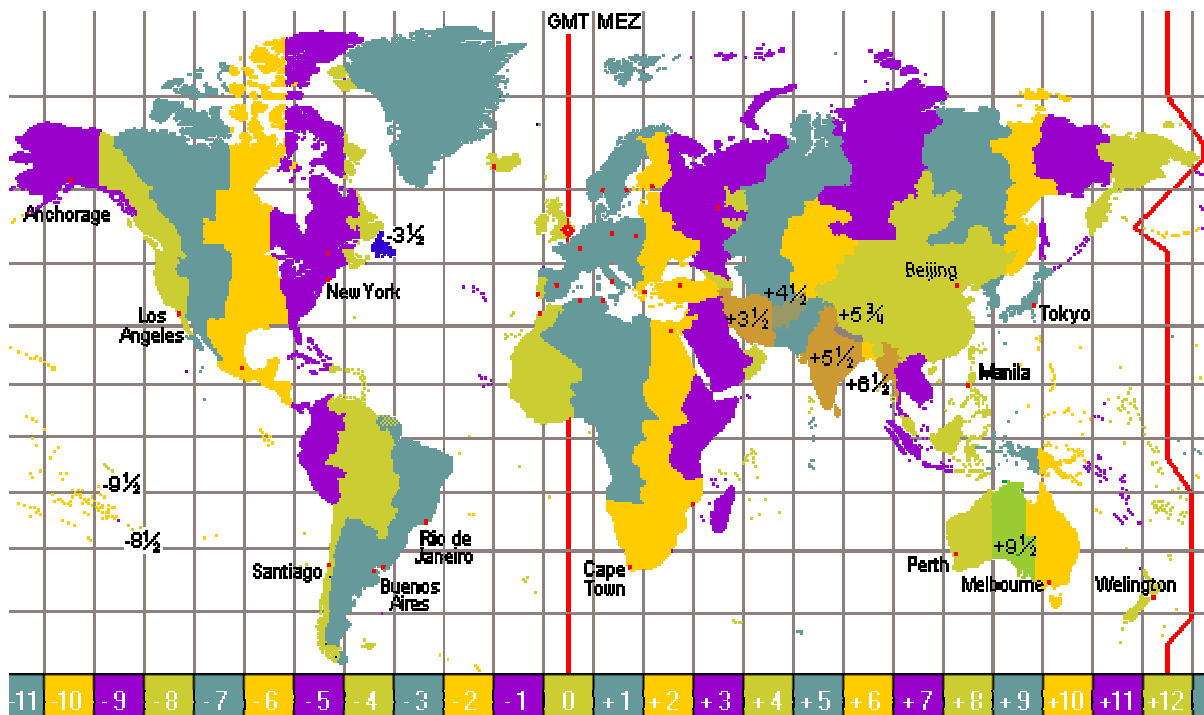 GMT MEZ
Anchorage
-3½
New York
Los
Angeles
Beijing
+4½
+3½
+5¾
Tokyo
+5½
+6½
Manila
-9½
-8½
Rio de
Janeiro
Santiago
Buenos
Aires
Cape
Town
+9½
Perth
Melbourne
Welington
-11 -10 -9 -8 -7 -6 -5 -4 -3 -2 -1 0 +1 +2 +3 +4 +5 +6 +7 +8 +9 +10 +11 +12